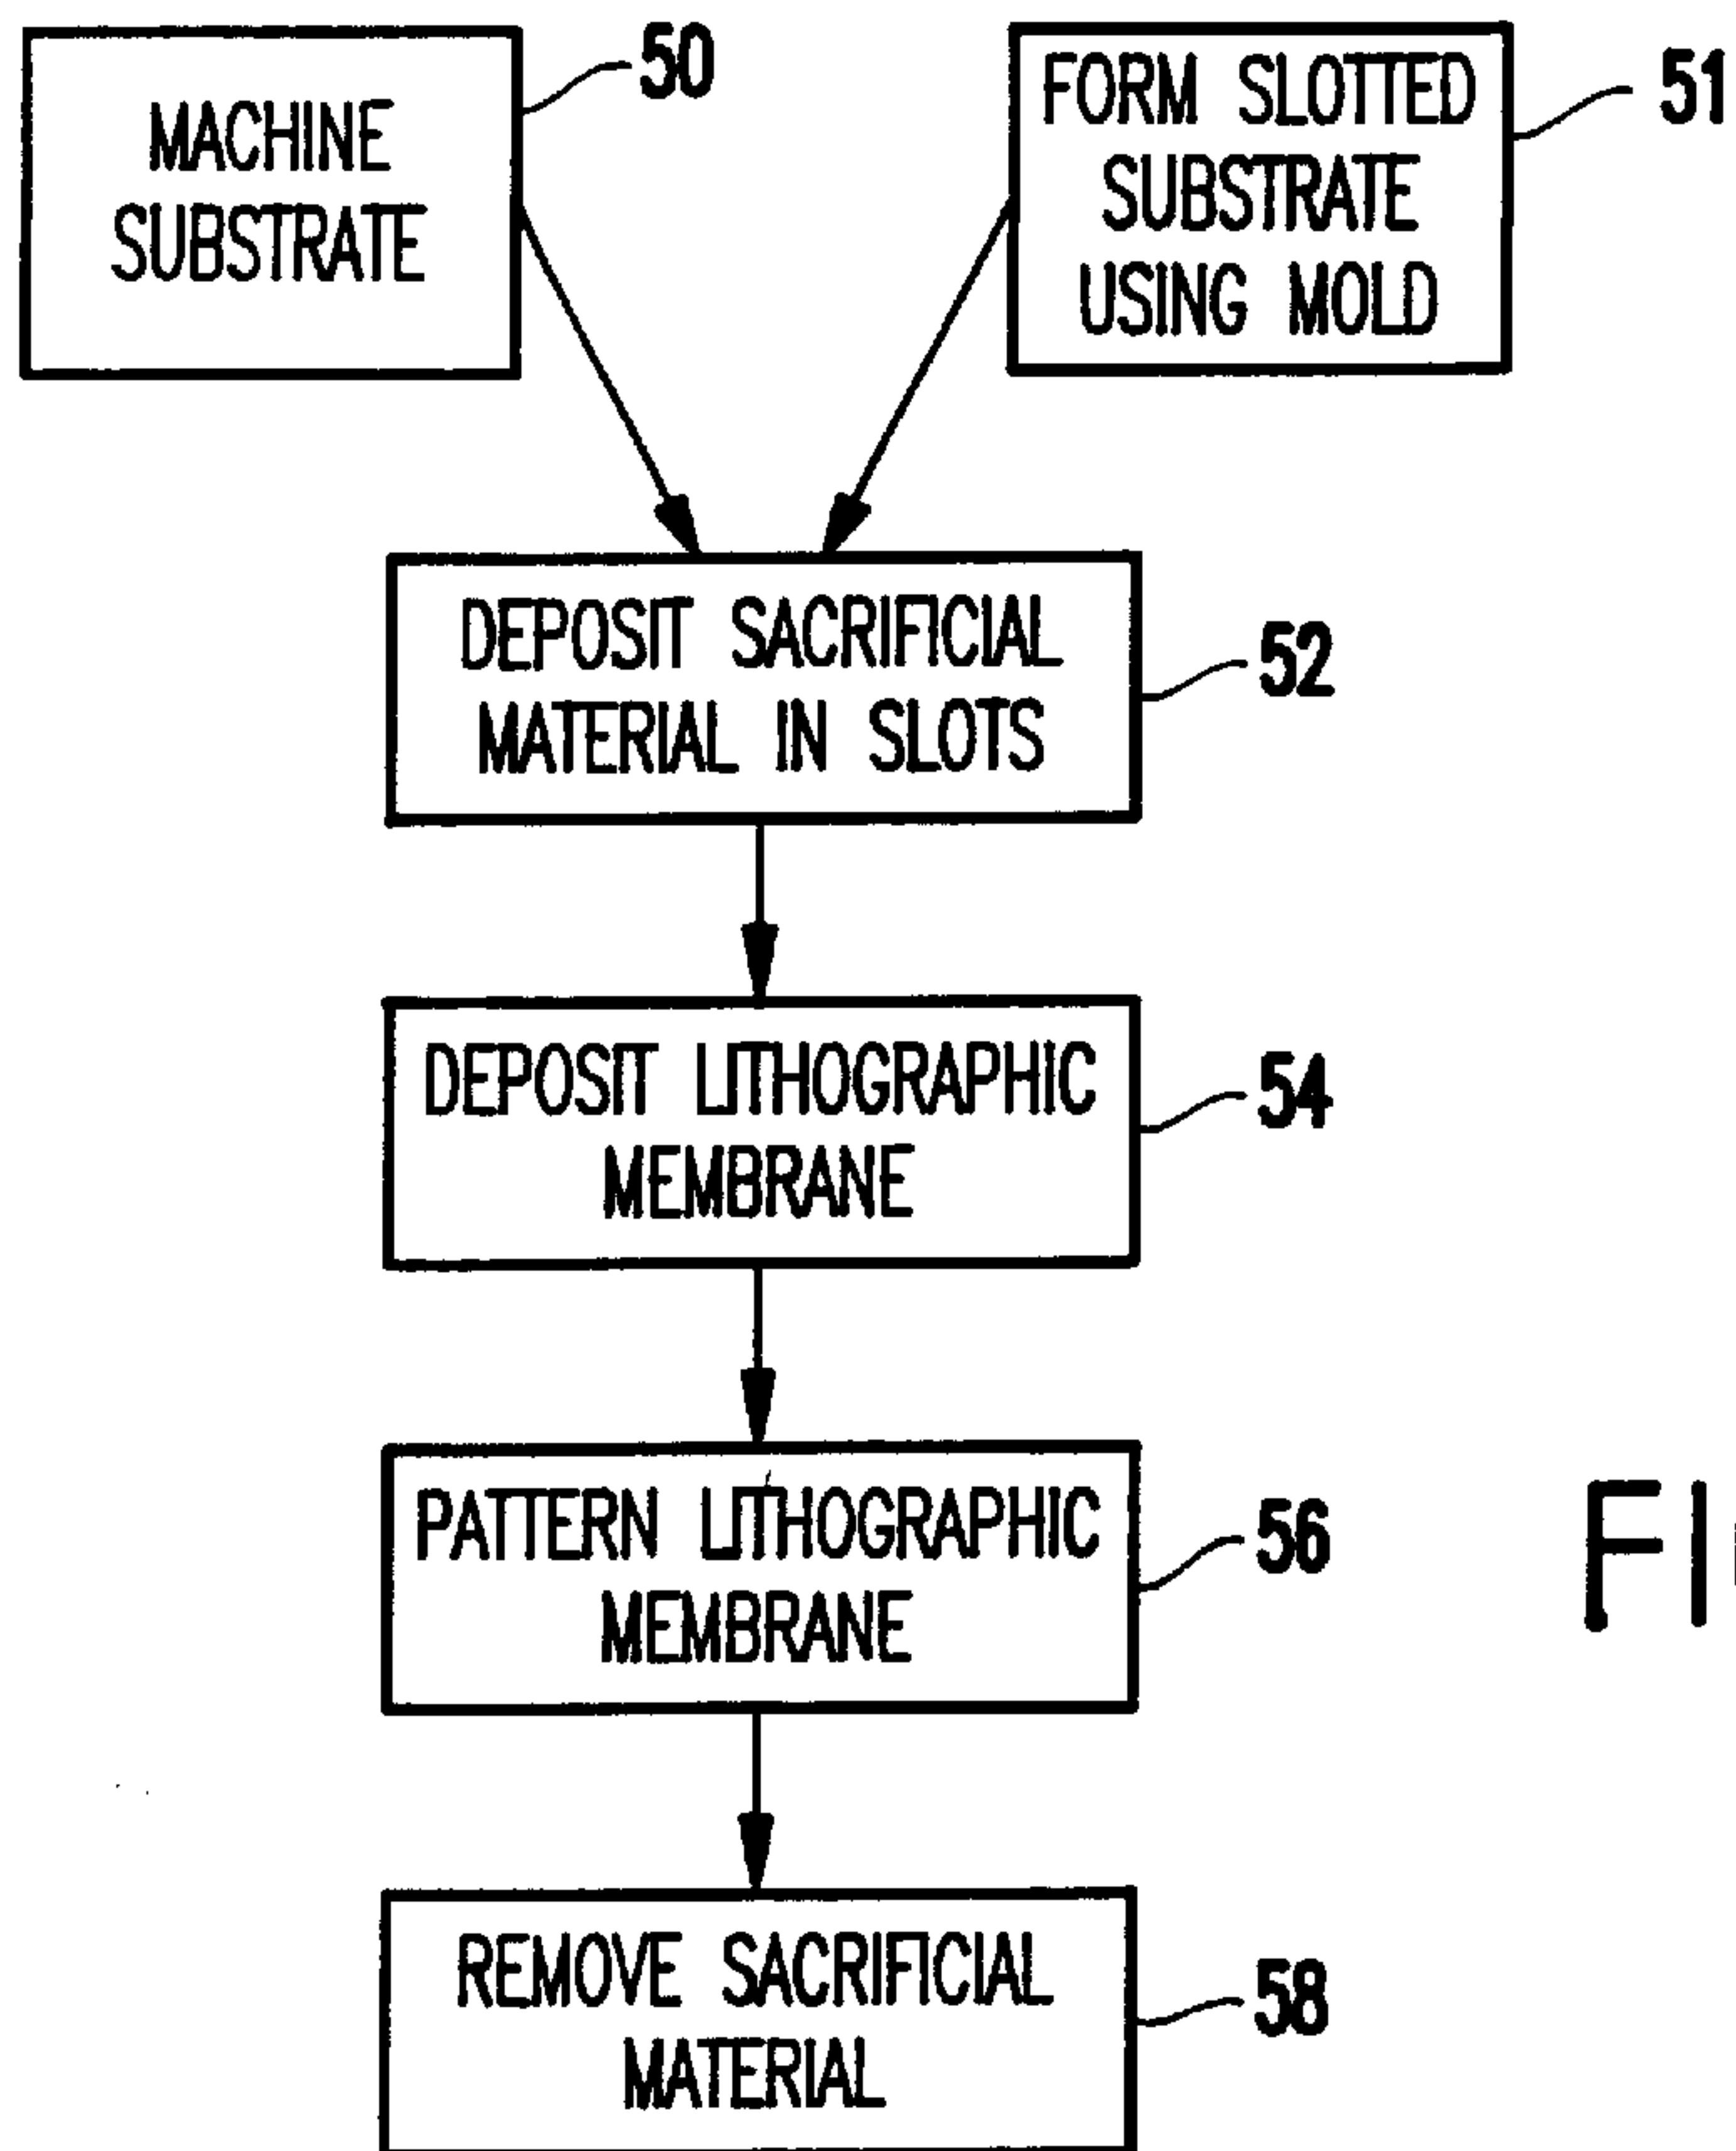 MACHINE
SUBSTRATE
50
FORM SLOTTED
SUBSTRATE
USING MOLD
51
DEPOSIT SACRIFICIAL
MATERIAL IN SLOTS
52
DEPOSIT LITHOGRAPHIC
MEMBRANE
54
PATTERN LITHOGRAPHIC
MEMBRANE
56
REMOVE SACRIFICIAL
MATERIAL
58